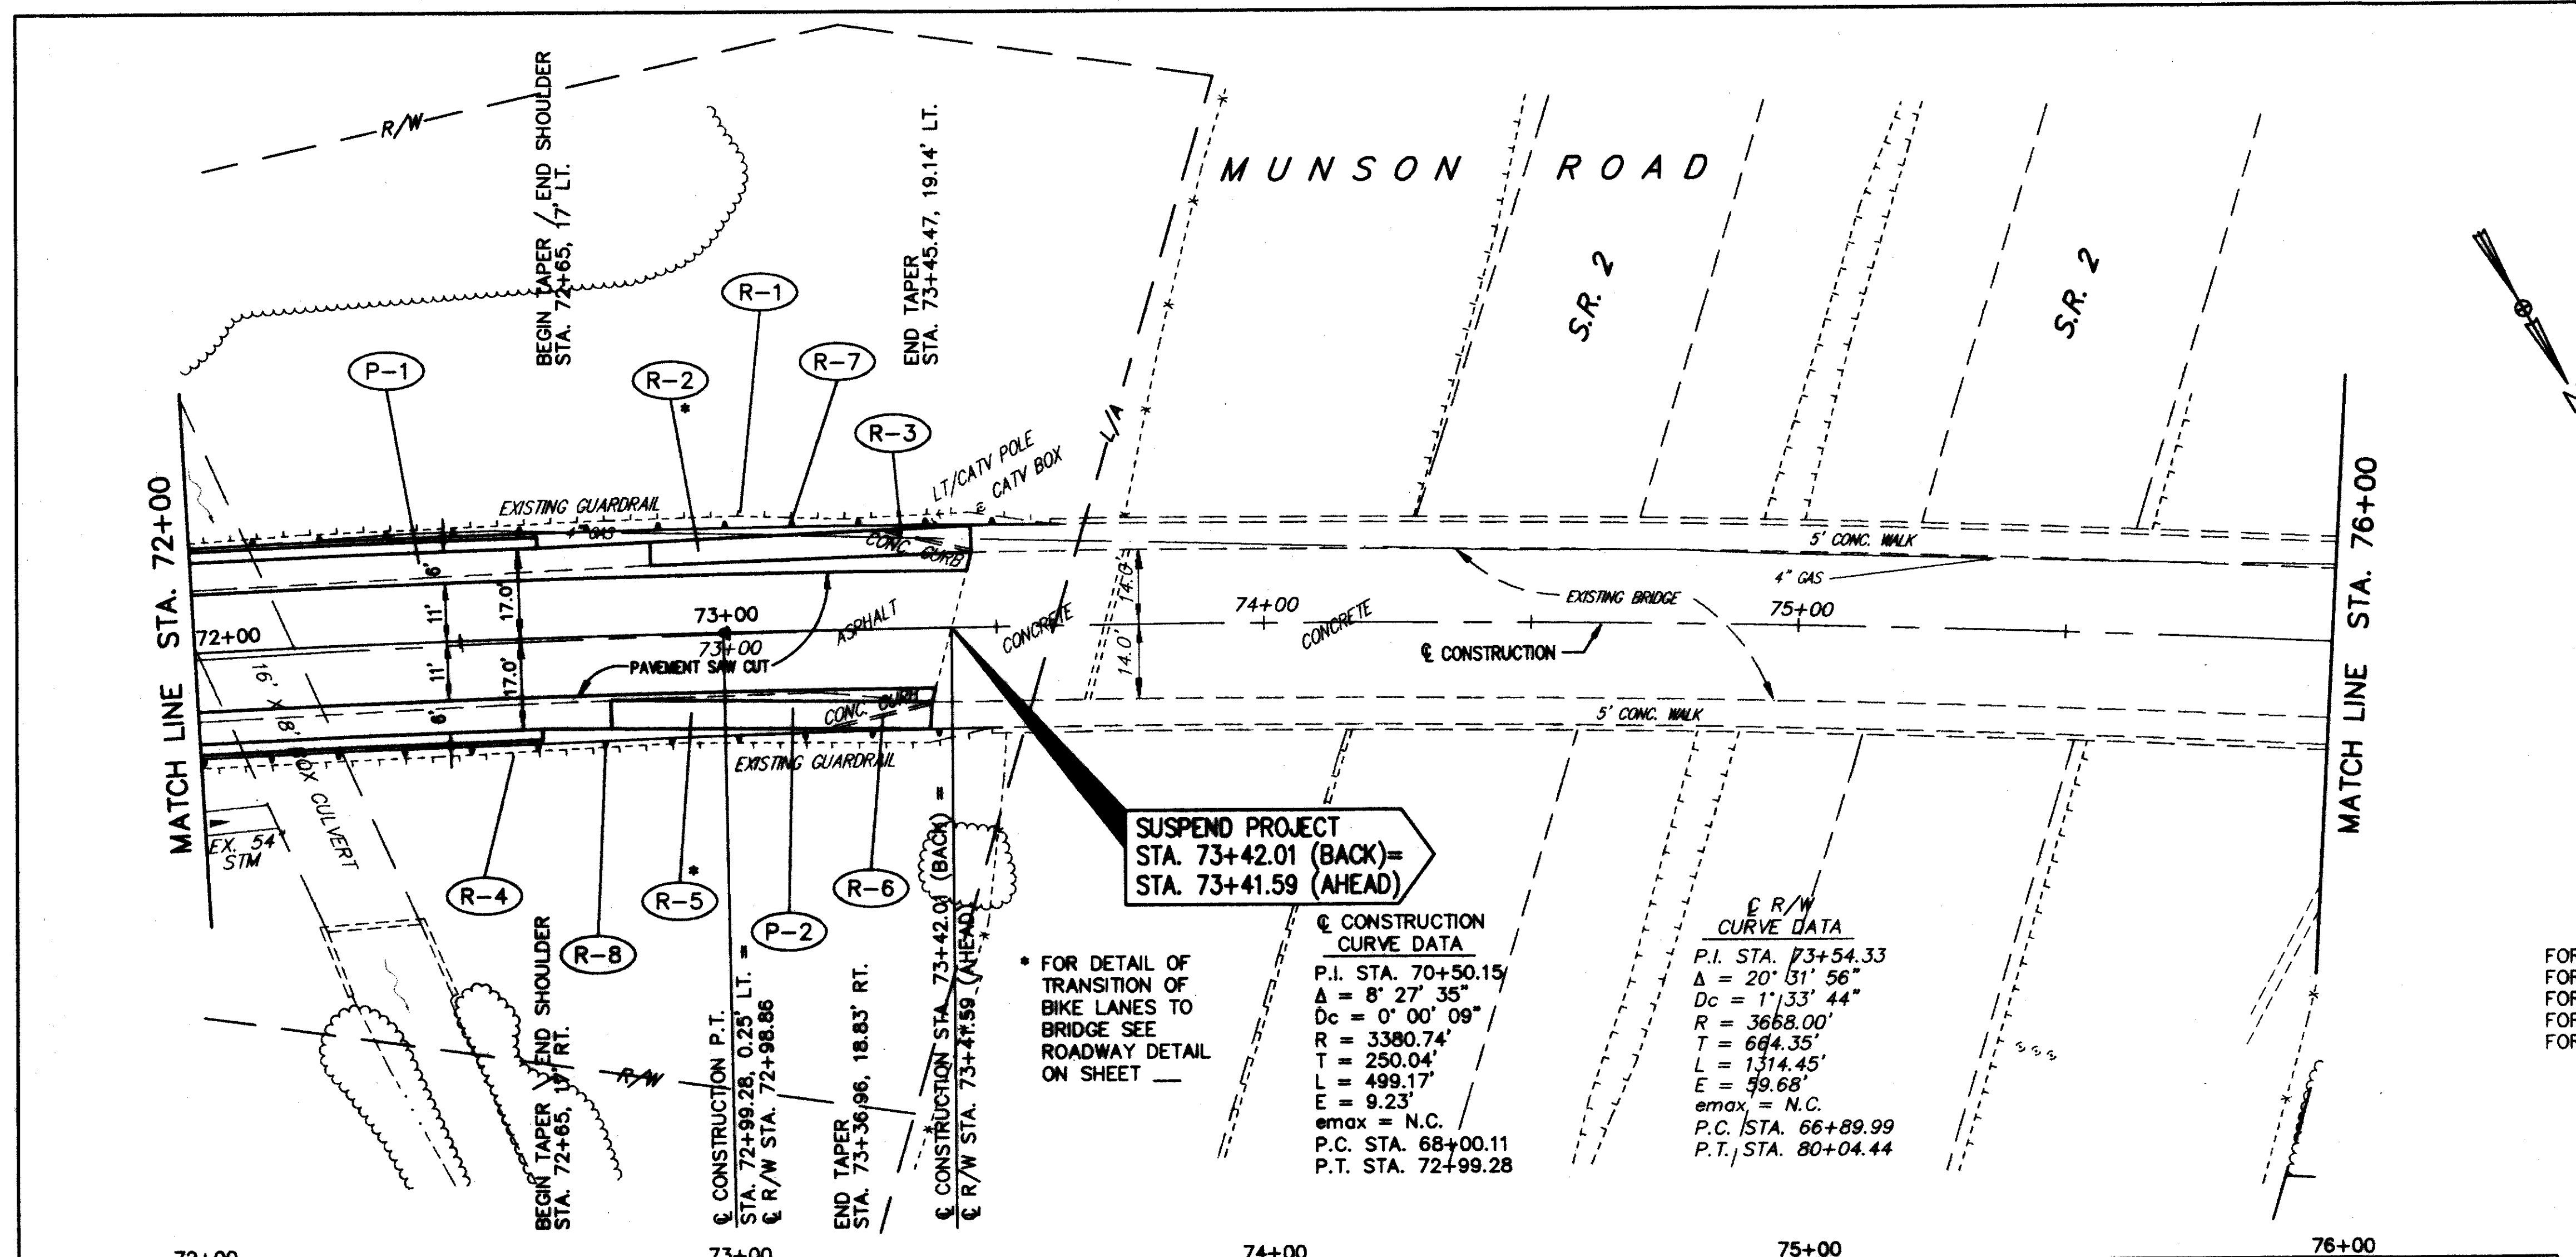 R/W
BEGIN TAPER / END SHOULDER
STA. 72+65, 17' LT.
END TAPER
STA. 73+45.47, 19.14' LT.
MUNSON ROAD
S.R. 2
S.R. 2
R-1
P-1
R-2
*
R-7
R-3
L/A
LT/CATV POLE
CATV BOX
EXISTING GUARDRAIL
4" GAS
CONC. CURB
MATCH LINE STA. 72+00
MATCH LINE STA. 76+00
6'
11'
17.0'
11'
17.0'
6'
72+00
73+00
73+00
PAVEMENT SAW CUT
ASPHALT
CONCRETE
14.0'
14.0'
74+00
CONCRETE
EXISTING BRIDGE
75+00
℄ CONSTRUCTION
5' CONC. WALK
4" GAS
5' CONC. WALK
CONC. CURB
EXISTING GUARDRAIL
16' X 8' BOX CULVERT
EX. 54"
STM
R-4
R-8
R-5
*
P-2
R-6
SUSPEND PROJECT
STA. 73+42.01 (BACK)=
STA. 73+41.59 (AHEAD)
BEGIN TAPER / END SHOULDER
STA. 72+65, 17' RT.
R/W
℄ CONSTRUCTION P.T.
STA. 72+99.28, 0.25' LT. =
℄ R/W STA. 72+98.86
END TAPER
STA. 73+36.96, 18.83' RT.
℄ CONSTRUCTION STA. 73+42.01 (BACK) =
℄ R/W STA. 73+41.59 (AHEAD)
* FOR DETAIL OF
TRANSITION OF
BIKE LANES TO
BRIDGE SEE
ROADWAY DETAIL
ON SHEET __
℄ CONSTRUCTION
CURVE DATA
P.I. STA. 70+50.15
Δ = 8° 27' 35"
Dc = 0° 00' 09"
R = 3380.74'
T = 250.04'
L = 499.17'
E = 9.23'
emax = N.C.
P.C. STA. 68+00.11
P.T. STA. 72+99.28
℄ R/W
CURVE DATA
P.I. STA. 73+54.33
Δ = 20° 31' 56"
Dc = 1° 33' 44"
R = 3668.00'
T = 664.35'
L = 1314.45'
E = 59.68'
emax = N.C.
P.C. STA. 66+89.99
P.T. STA. 80+04.44
FOR
FOR
FOR
FOR
FOR
72+00
73+00
74+00
75+00
76+00